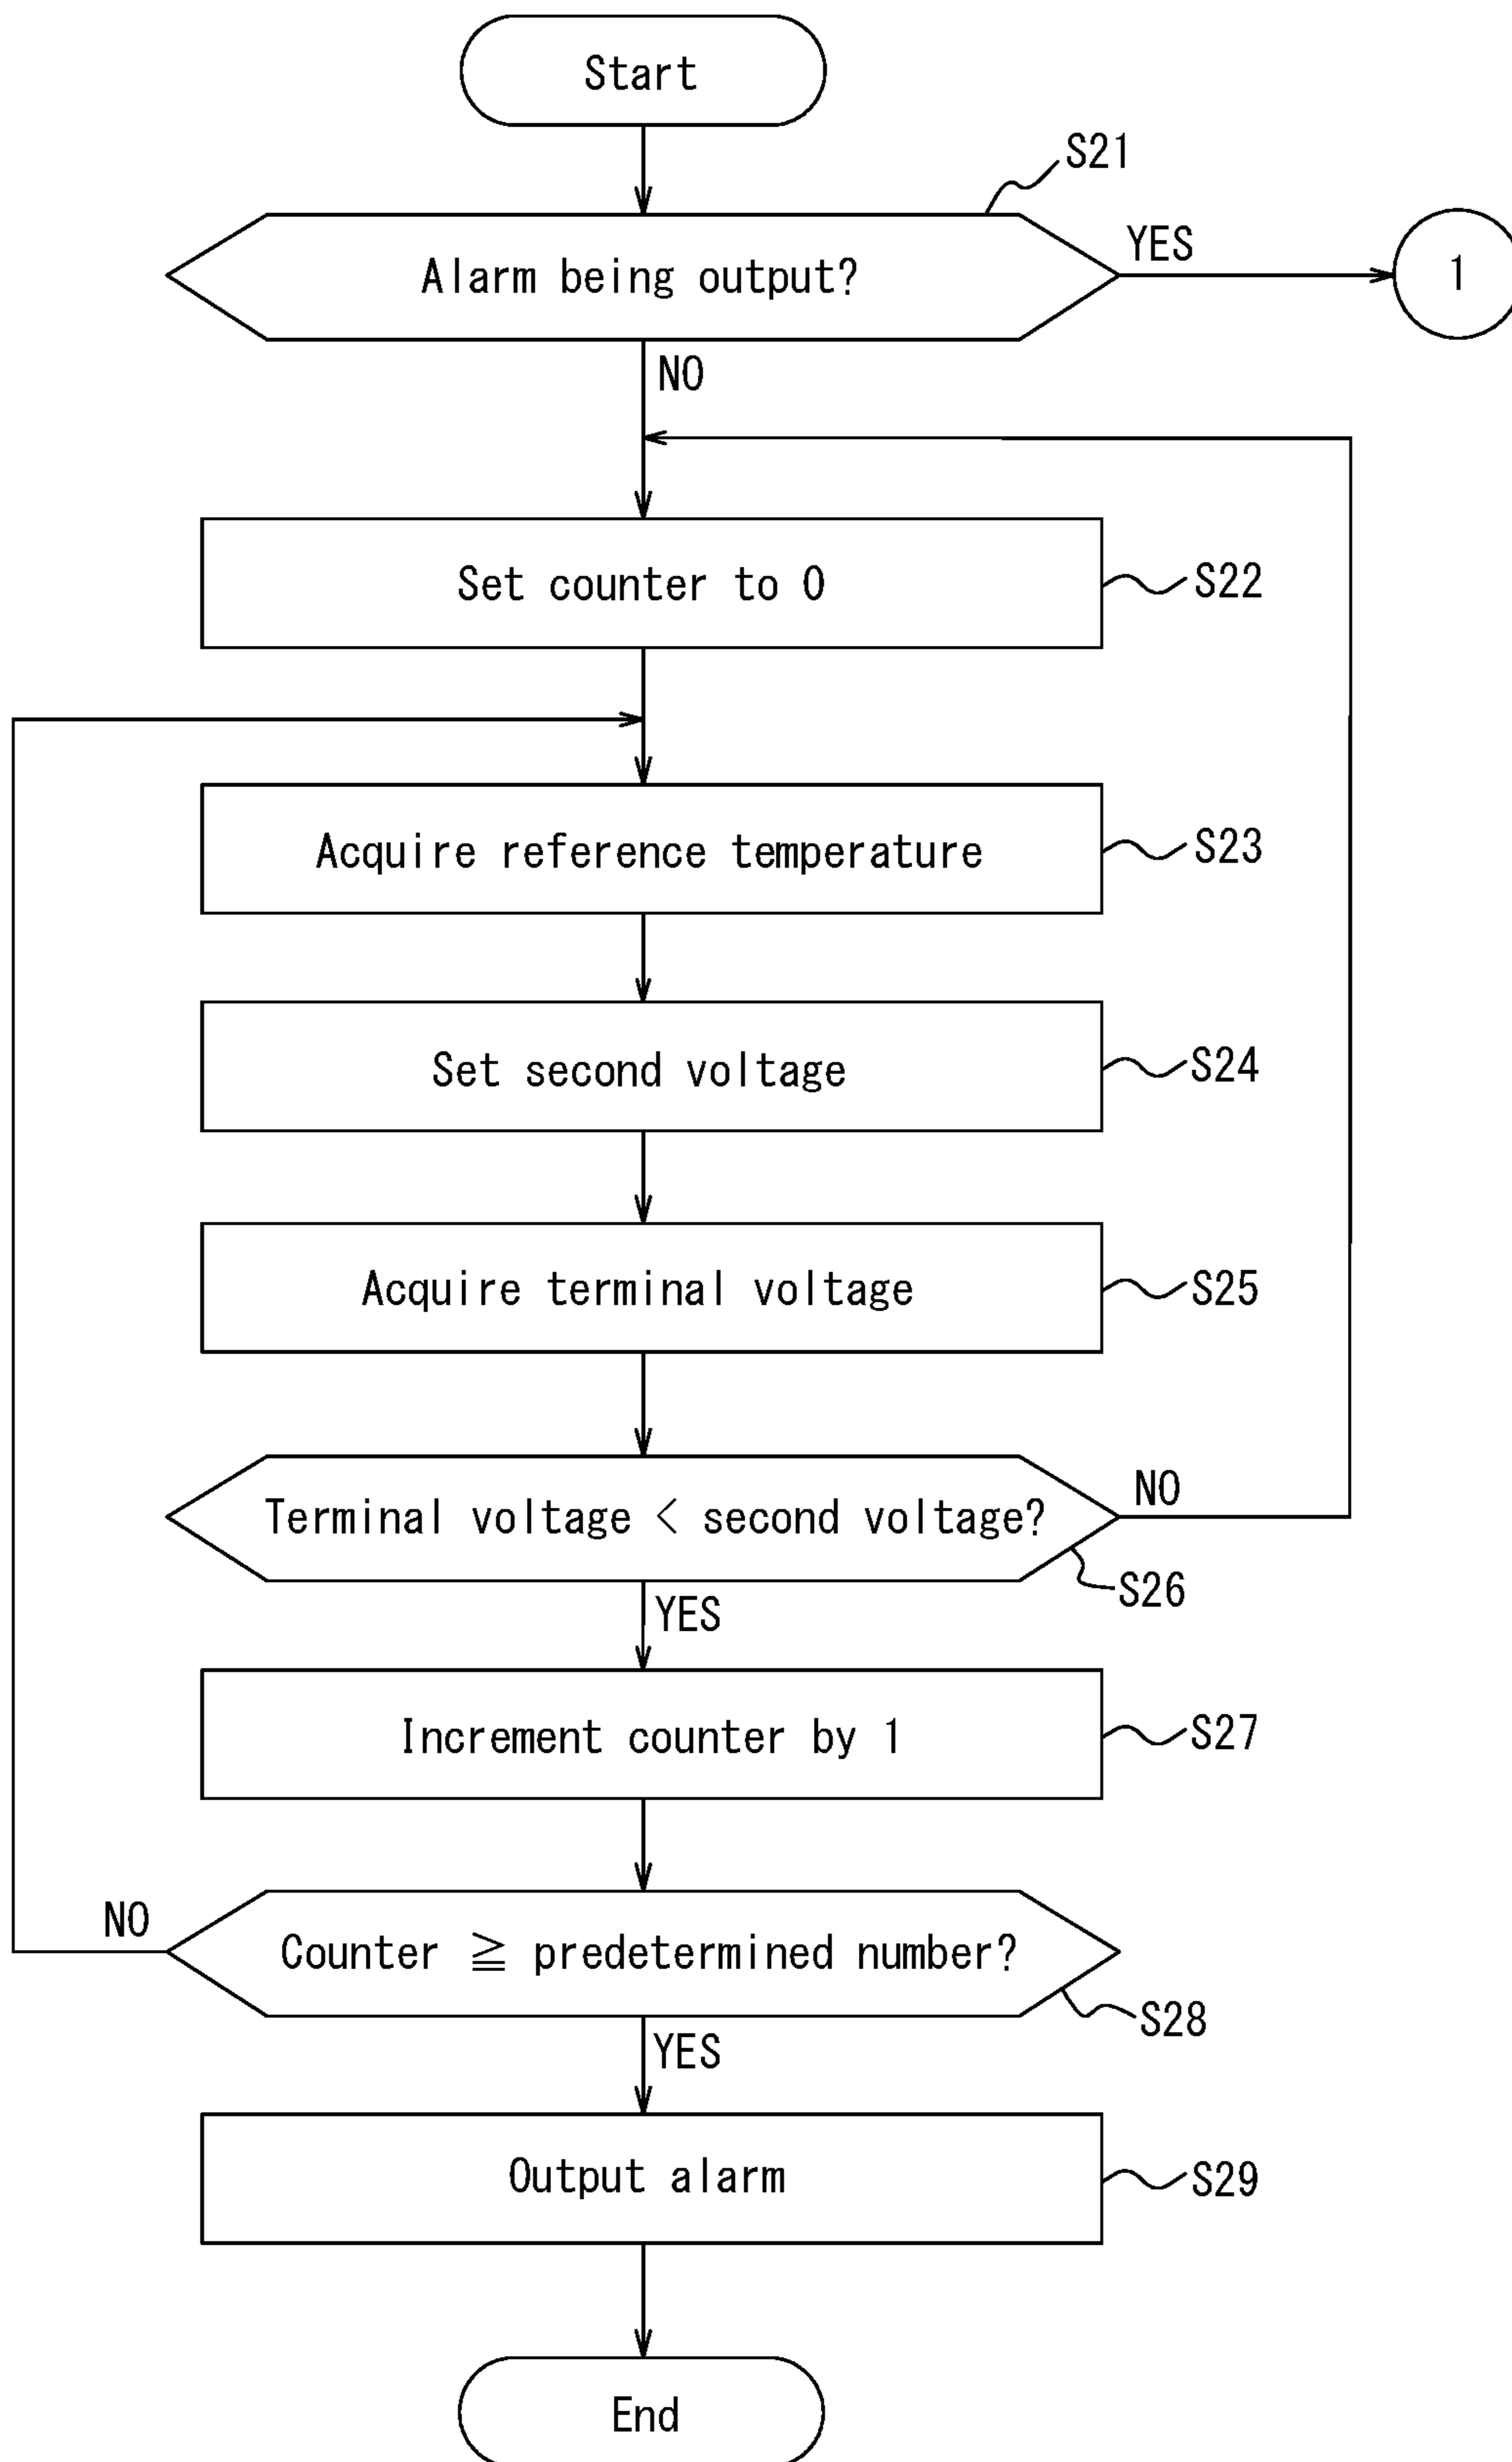 Start
S21
Alarm being output?
YES
1
NO
Set counter to 0
S22
Acquire reference temperature
S23
Set second voltage
S24
Acquire terminal voltage
S25
Terminal voltage < second voltage?
NO
S26
YES
Increment counter by 1
S27
NO
Counter ≧ predetermined number?
S28
YES
Output alarm
S29
End